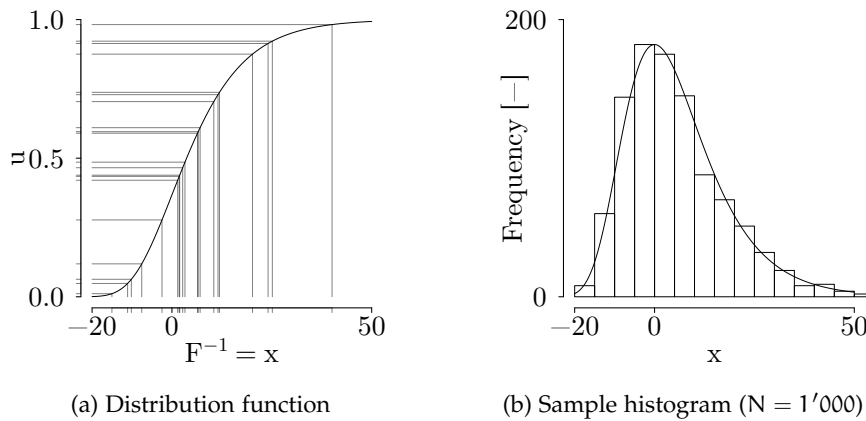 1.0
0.5
0.0
u
−20
0
50
F⁻¹ = x
(a) Distribution function
200
0
Frequency [−]
−20
0
50
x
(b) Sample histogram (N = 1′000)